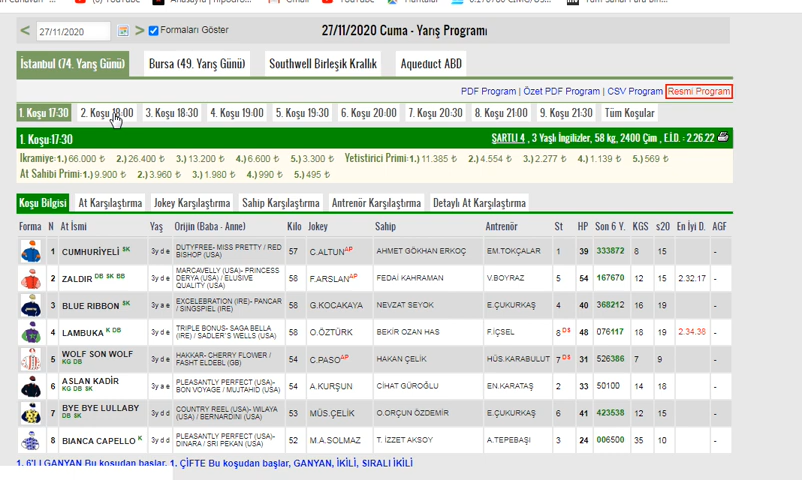 < 27/11/2020 > Formaları Göster 27/11/2020 Cuma - Yarış Programı
İstanbul (74. Yarış Günü) Bursa (49. Yarış Günü) Southwell Birleşik Krallık Aqueduct ABD
PDF Program | Özet PDF Program | CSV Program Resmi Program
1. Koşu 17:30 2. Koşu 18:00 3. Koşu 18:30 4. Koşu 19:00 5. Koşu 19:30 6. Koşu 20:00 7. Koşu 20:30 8. Koşu 21:00 9. Koşu 21:30 Tüm Koşular
1. Koşu:17:30 ŞARTLI 4 , 3 Yaşlı İngilizler, 58 kg, 2400 Çim , E.İ.D. : 2.26.22
Ikramiye: 1.) 66.000 ₺ 2.) 26.400 ₺ 3.) 13.200 ₺ 4.) 6.600 ₺ 5.) 3.300 ₺ Yetistirici Primi: 1.) 11.385 ₺ 2.) 4.554 ₺ 3.) 2.277 ₺ 4.) 1.139 ₺ 5.) 569 ₺
At Sahibi Primi: 1.) 9.900 ₺ 2.) 3.960 ₺ 3.) 1.980 ₺ 4.) 990 ₺ 5.) 495 ₺
Koşu Bilgisi At Karşılaştırma Jokey Karşılaştırma Sahip Karşılaştırma Antrenör Karşılaştırma Detaylı At Karşılaştırma
Forma N At İsmi Yaş Orijin (Baba - Anne) Kilo Jokey Sahip Antrenör St HP Son 6 Y. KGS s20 En İyi D. AGF
1 CUMHURİYELİ SK 3y d e DUTYFREE- MISS PRETTY / RED BISHOP (USA) 57 C.ALTUN AP AHMET GÖKHAN ERKOÇ EM.TOKÇALAR 1 39 333872 8 15 -
2 ZALDIR DB SK BB 3y d e MARCAVELLY (USA)- PRINCESS DERYA (USA) / ELUSIVE QUALITY (USA) 58 F.ARSLAN AP FEDAİ KAHRAMAN V.BOYRAZ 5 54 167670 12 15 2.32.17 -
3 BLUE RIBBON SK 3y a e EXCELEBRATION (IRE)- PANCAR / SINGSPIEL (IRE) 58 G.KOCAKAYA NEVZAT SEYOK E.ÇUKURKAŞ 4 40 368212 16 19 -
4 LAMBUKA K DB 3y d e TRIPLE BONUS- SAGA BELLA (IRE) / SADLER`S WELLS (USA) 58 O.ÖZTÜRK BEKİR OZAN HAS F.İÇSEL 8 DS 48 076117 18 19 2.34.38 -
5 WOLF SON WOLF KG DB 3y d e HAKKAR- CHERRY FLOWER / FASHT ELDEBL (GB) 54 C.PASO AP HAKAN ÇELİK HÜS.KARABULUT 7 DS 31 526386 7 9 -
6 ASLAN KADİR KG DB SK 3y a e PLEASANTLY PERFECT (USA)- BON VOYAGE / MUJTAHID (USA) 54 A.KURŞUN CİHAT GÜROĞLU EN.KARATAŞ 2 33 50100 14 18 -
7 BYE BYE LULLABY DB SK 3y d d COUNTRY REEL (USA)- WILAYA (USA) / BERNARDINI (USA) 53 MÜS.ÇELİK O.ORÇUN ÖZDEMİR E.ÇUKURKAŞ 6 41 423538 12 15 -
8 BIANCA CAPELLO K 3y d d PLEASANTLY PERFECT (USA)- DINARA / SRI PEKAN (USA) 52 M.A.SOLMAZ T. İZZET AKSOY A.TEPEBAŞI 3 24 006500 35 10 -
1. 6'LI GANYAN Bu koşudan başlar, 1. ÇİFTE Bu koşudan başlar, GANYAN, İKİLİ, SIRALI İKİLİ